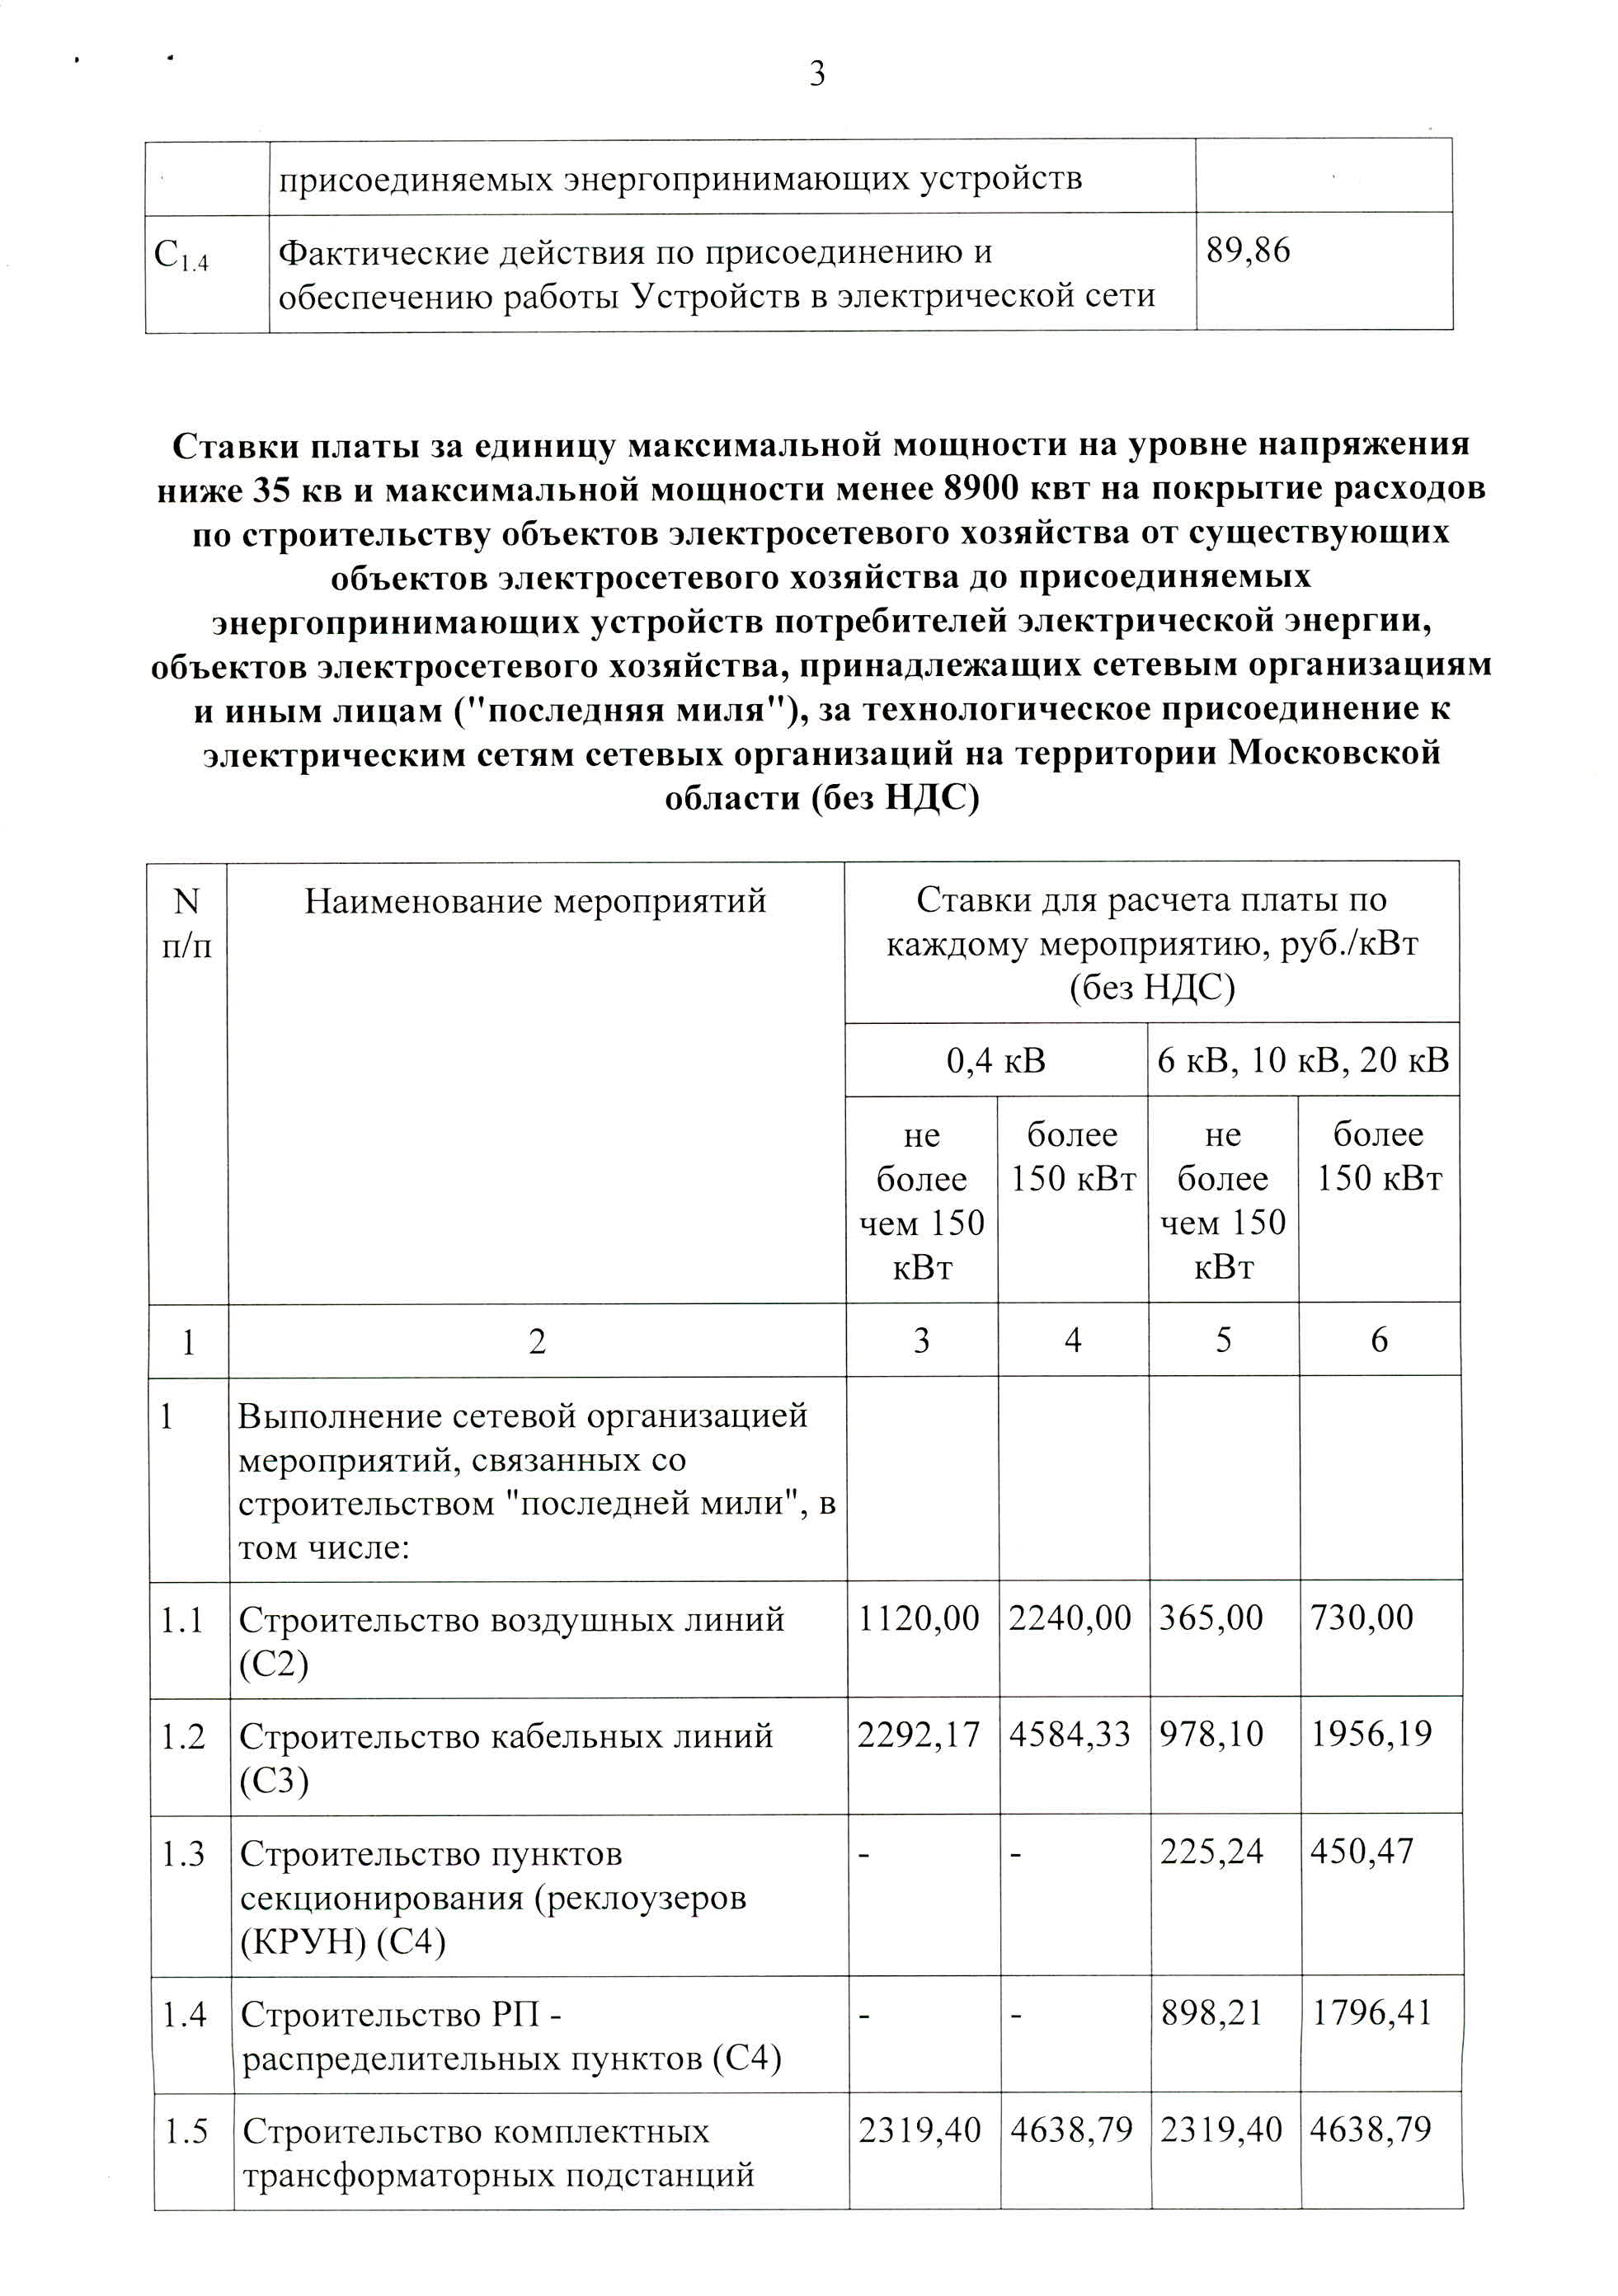 3
присоединяемых энергопринимающих устройств
С1.4
Фактические действия по присоединению и
обеспечению работы Устройств в электрической сети
89,86
Ставки платы за единицу максимальной мощности на уровне напряжения
ниже 35 кв и максимальной мощности менее 8900 квт на покрытие расходов
по строительству объектов электросетевого хозяйства от существующих
объектов электросетевого хозяйства до присоединяемых
энергопринимающих устройств потребителей электрической энергии,
объектов электросетевого хозяйства, принадлежащих сетевым организациям
и иным лицам ("последняя миля"), за технологическое присоединение к
электрическим сетям сетевых организаций на территории Московской
области (без НДС)
N
п/п
Наименование мероприятий
Ставки для расчета платы по
каждому мероприятию, руб./кВт
(без НДС)
0,4 кВ
6 кВ, 10 кВ, 20 кВ
не
более
чем 150
кВт
более
150 кВт
не
более
чем 150
кВт
более
150 кВт
1 2 3 4 5 6
1
Выполнение сетевой организацией
мероприятий, связанных со
строительством "последней мили", в
том числе:
1.1 Строительство воздушных линий 1120,00 2240,00 365,00 730,00
(С2)
1.2 Строительство кабельных линий 2292,17 4584,33 978,10 1956,19
(С3)
1.3 Строительство пунктов - - 225,24 450,47
секционирования (реклоузеров
(КРУН) (С4)
1.4 Строительство РП - - - 898,21 1796,41
распределительных пунктов (С4)
1.5 Строительство комплектных 2319,40 4638,79 2319,40 4638,79
трансформаторных подстанций